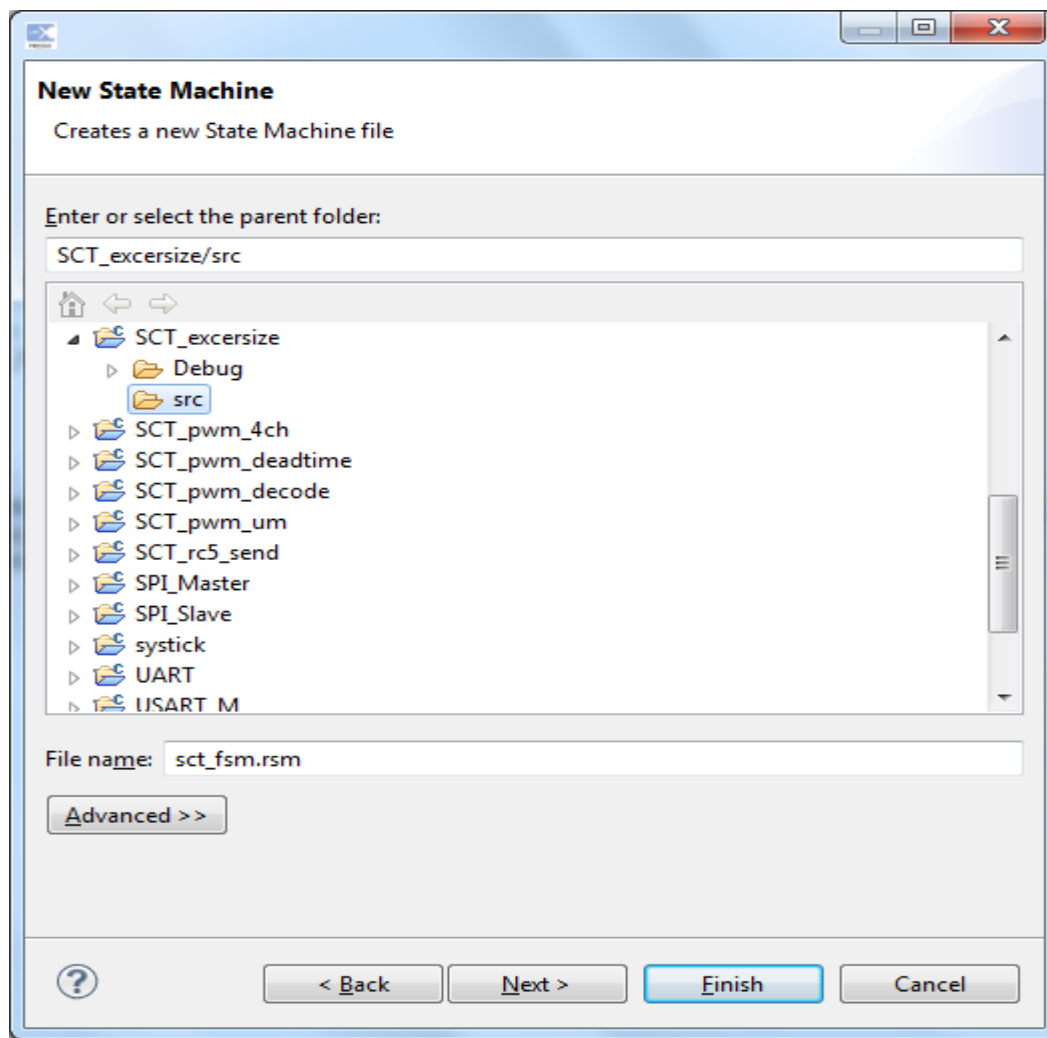 New State Machine
Creates a new State Machine file
Enter or select the parent folder:
SCT_excersize/src
SCT_excersize
Debug
src
SCT_pwm_4ch
SCT_pwm_deadtime
SCT_pwm_decode
SCT_pwm_um
SCT_rc5_send
SPI_Master
SPI_Slave
systick
UART
USART_M
File name: sct_fsm.rsm
Advanced >>
< Back Next > Finish Cancel